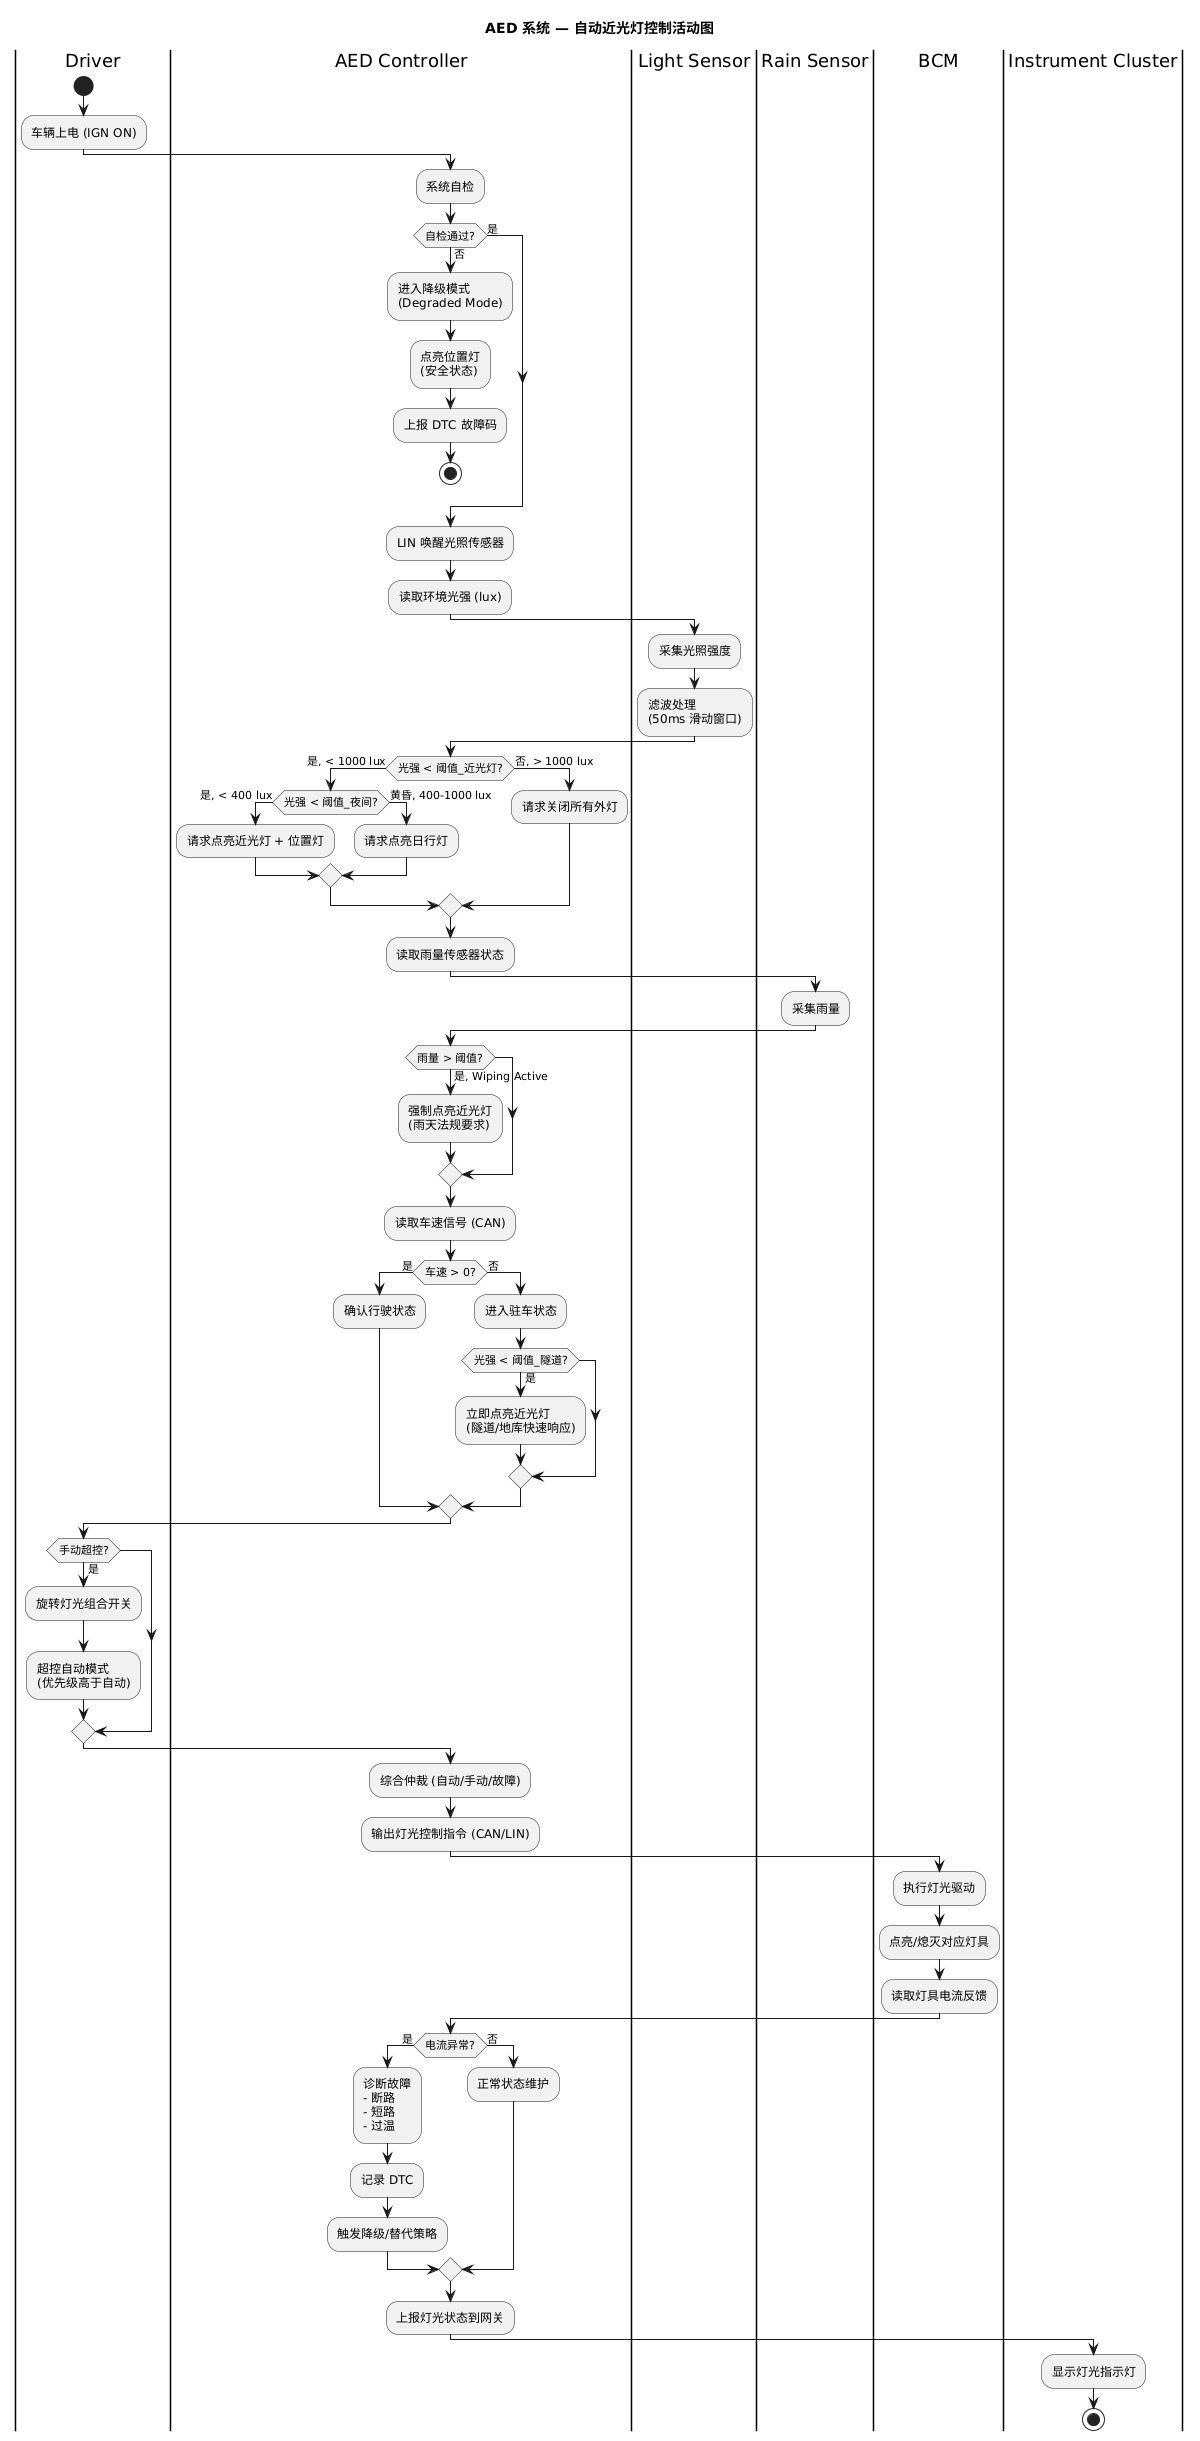 AED 系统 — 自动近光灯控制活动图
Driver
AED Controller
Light Sensor
Rain Sensor
BCM
Instrument Cluster
车辆上电 (IGN ON)
系统自检
自检通过?
是
否
进入降级模式
(Degraded Mode)
点亮位置灯
(安全状态)
上报 DTC 故障码
LIN 唤醒光照传感器
读取环境光强 (lux)
采集光照强度
滤波处理
(50ms 滑动窗口)
是, < 1000 lux
光强 < 阈值_近光灯?
否, > 1000 lux
是, < 400 lux
光强 < 阈值_夜间?
黄昏, 400-1000 lux
请求关闭所有外灯
请求点亮近光灯 + 位置灯
请求点亮日行灯
读取雨量传感器状态
采集雨量
雨量 > 阈值?
是, Wiping Active
强制点亮近光灯
(雨天法规要求)
读取车速信号 (CAN)
是
车速 > 0?
否
确认行驶状态
进入驻车状态
光强 < 阈值_隧道?
是
立即点亮近光灯
(隧道/地库快速响应)
手动超控?
是
旋转灯光组合开关
超控自动模式
(优先级高于自动)
综合仲裁 (自动/手动/故障)
输出灯光控制指令 (CAN/LIN)
执行灯光驱动
点亮/熄灭对应灯具
读取灯具电流反馈
是
电流异常?
否
诊断故障
- 断路
- 短路
- 过温
正常状态维护
记录 DTC
触发降级/替代策略
上报灯光状态到网关
显示灯光指示灯